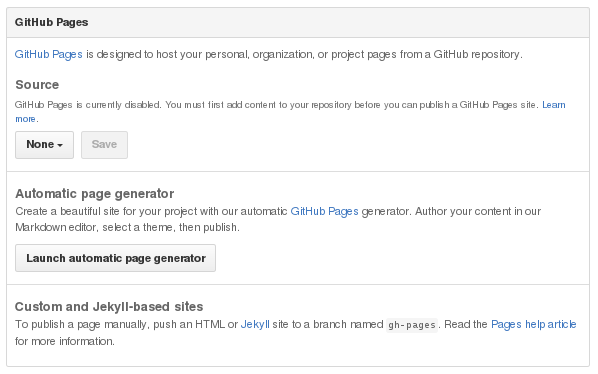 GitHub Pages
GitHub Pages is designed to host your personal, organization, or project pages from a GitHub repository.
Source
GitHub Pages is currently disabled. You must first add content to your repository before you can publish a GitHub Pages site. Learn
more.
None Save
Automatic page generator
Create a beautiful site for your project with our automatic GitHub Pages generator. Author your content in our
Markdown editor, select a theme, then publish.
Launch automatic page generator
Custom and Jekyll-based sites
To publish a page manually, push an HTML or Jekyll site to a branch named gh-pages. Read the Pages help article
for more information.